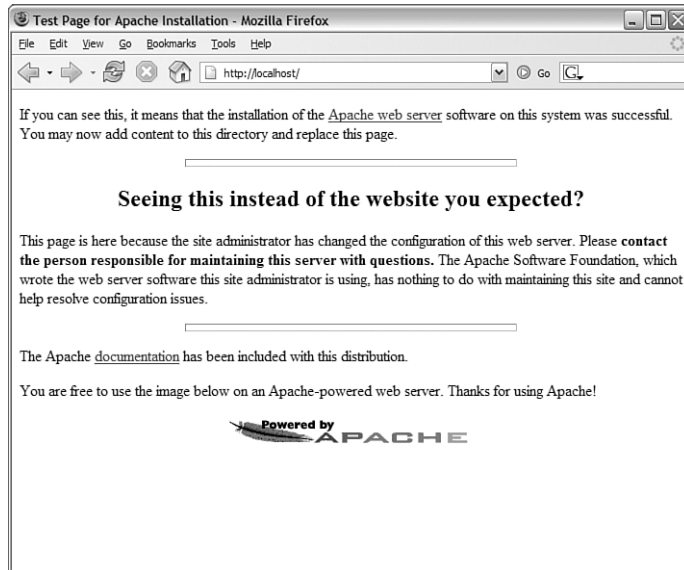 Test Page for Apache Installation - Mozilla Firefox
File Edit View Go Bookmarks Tools Help
http://localhost/ Go G
If you can see this, it means that the installation of the Apache web server software on this system was successful.
You may now add content to this directory and replace this page.
Seeing this instead of the website you expected?
This page is here because the site administrator has changed the configuration of this web server. Please contact
the person responsible for maintaining this server with questions. The Apache Software Foundation, which
wrote the web server software this site administrator is using, has nothing to do with maintaining this site and cannot
help resolve configuration issues.
The Apache documentation has been included with this distribution.
You are free to use the image below on an Apache-powered web server. Thanks for using Apache!
Powered by
APACHE